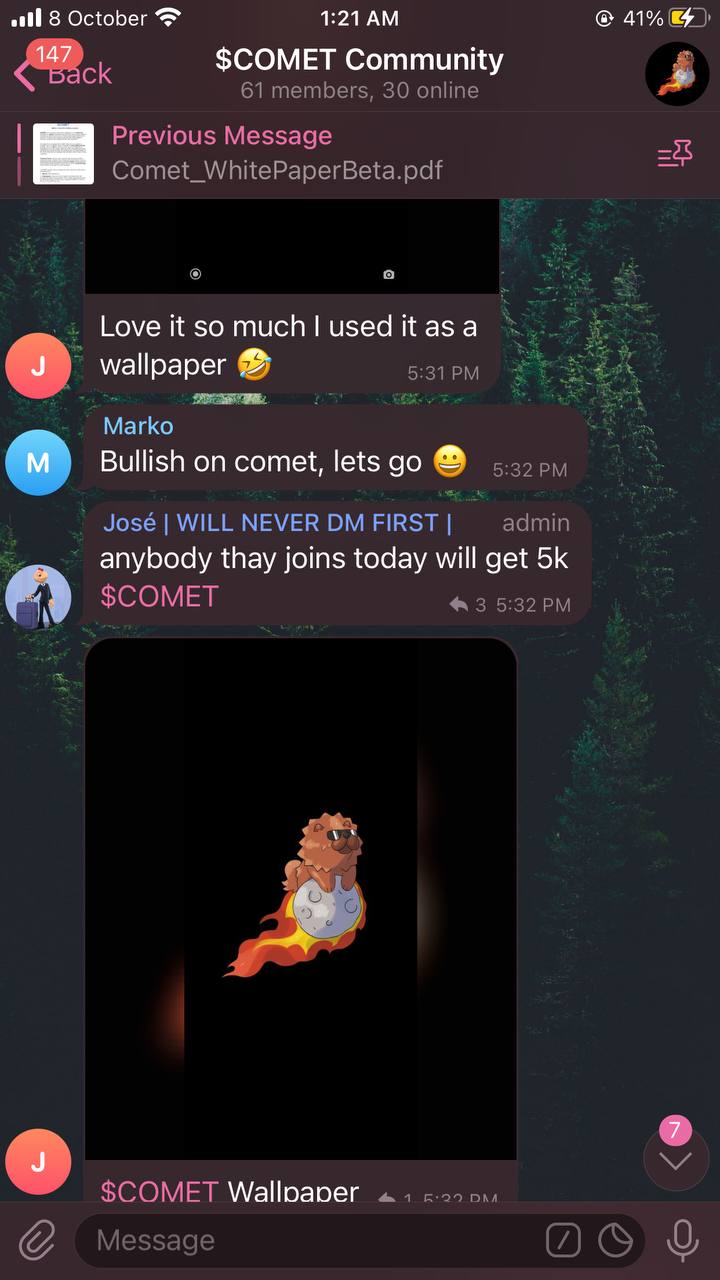 8 October
1:21 AM
41%
147
Back
$COMET Community
61 members, 30 online
Previous Message
Comet_WhitePaperBeta.pdf
Love it so much I used it as a
wallpaper 🤣
5:31 PM
J
Marko
Bullish on comet, lets go 😀
5:32 PM
M
José | WILL NEVER DM FIRST |
admin
anybody thay joins today will get 5k
$COMET
3 5:32 PM
7
J
$COMET Wallpaper
1 5:32 PM
Message